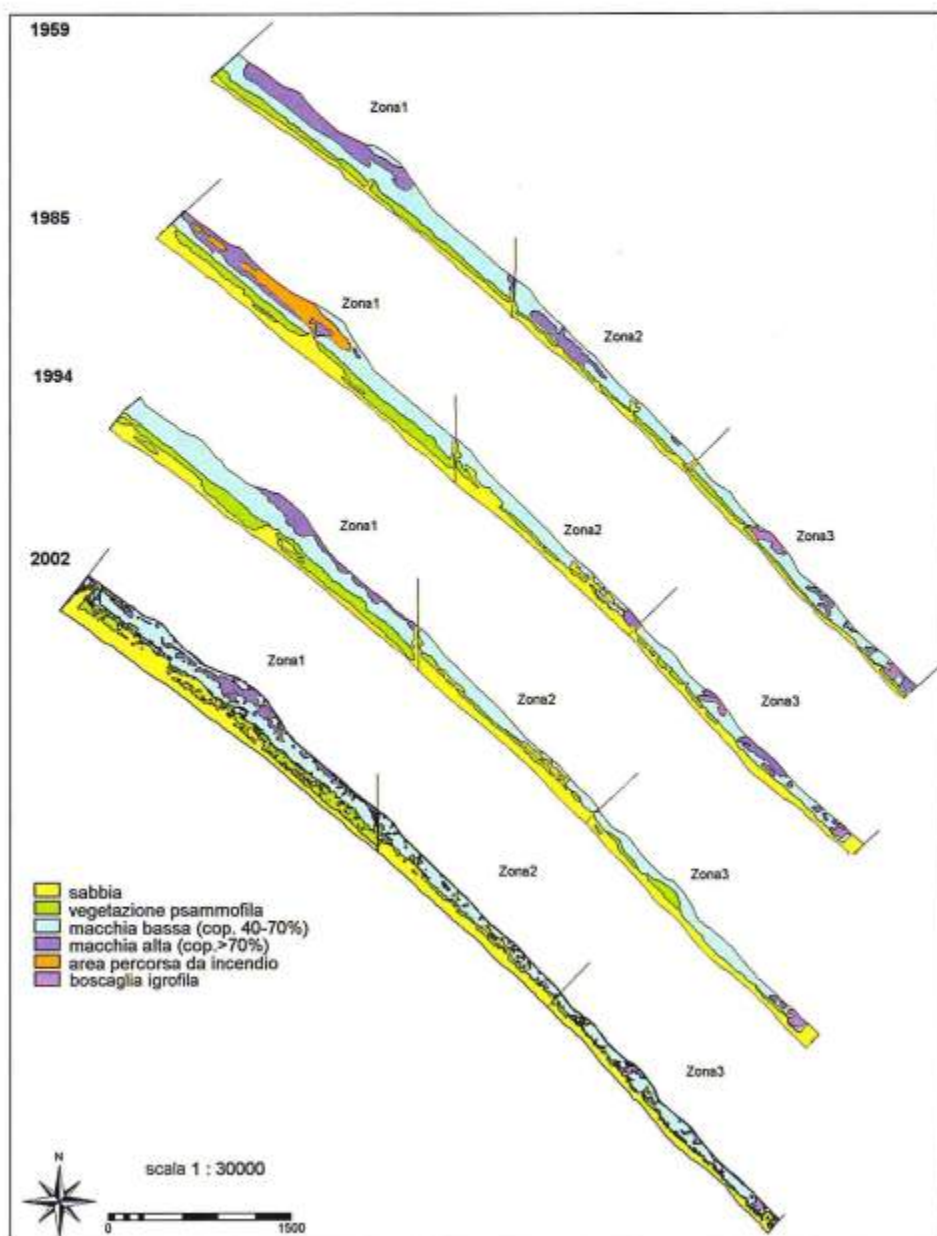 1959
Zona1
1985
Zona1
Zona2
1994
Zona1
Zona2
Zona3
2002
Zona1
Zona2
Zona3
Zona2
Zona3
sabbia
vegetazione psammofila
macchia bassa (cop. 40-70%)
macchia alta (cop.>70%)
area percorsa da incendio
boscaglia igrofila
Zona3
N
scala 1 : 30000
0
1500